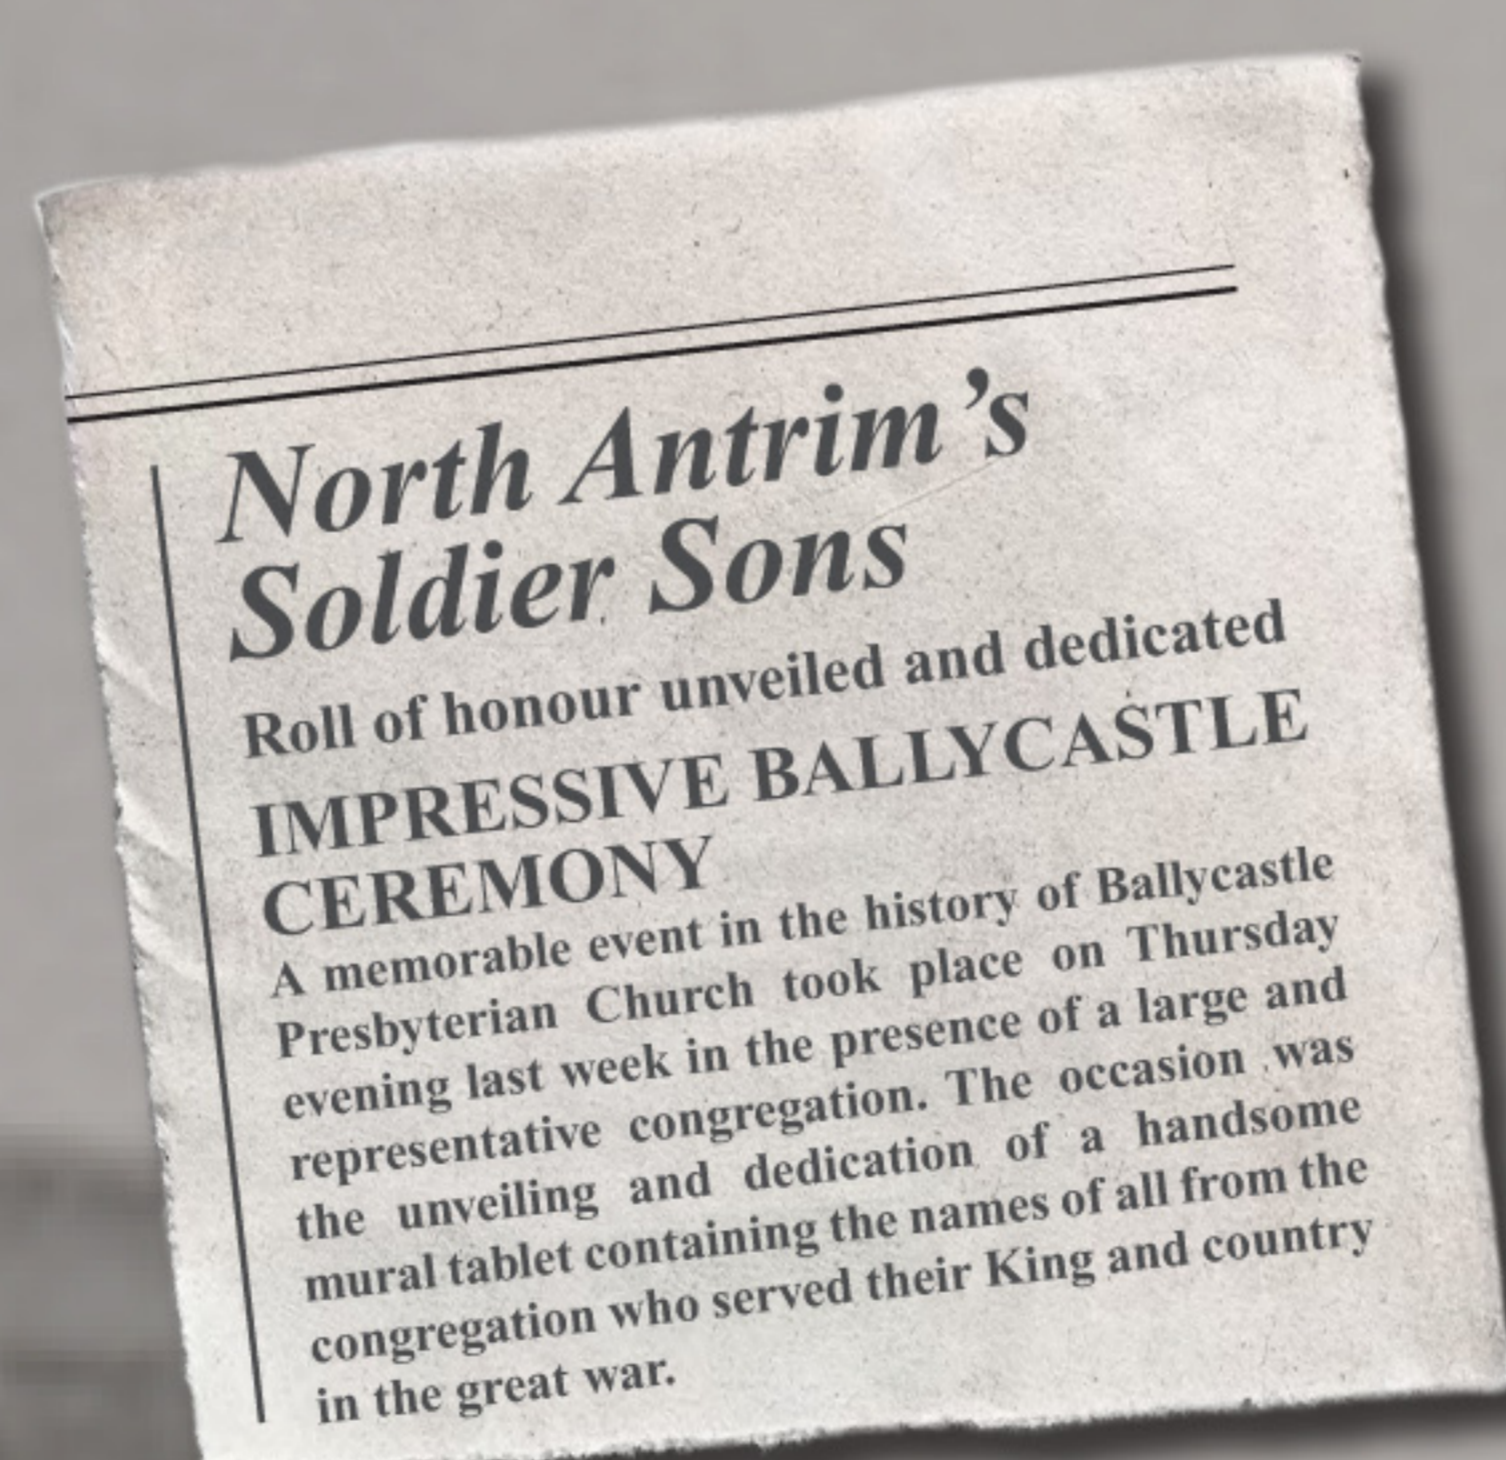 North Antrim's
Soldier Sons
Roll of honour unveiled and dedicated
IMPRESSIVE BALLYCASTLE
CEREMONY
A memorable event in the history of Ballycastle
Presbyterian Church took place on Thursday
evening last week in the presence of a large and
representative congregation. The occasion was
the unveiling and dedication of a handsome
mural tablet containing the names of all from the
congregation who served their King and country
in the great war.